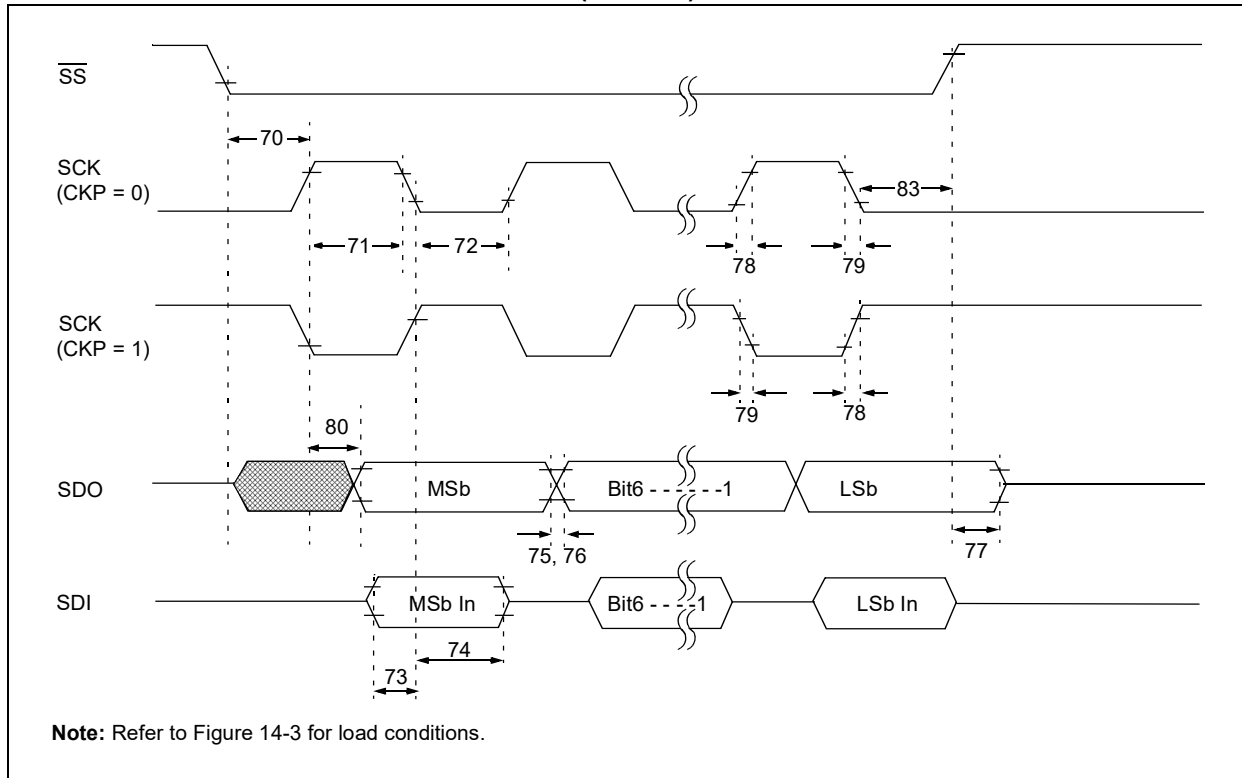 SS
70
SCK
(CKP = 0)
83
71
72
78
79
SCK
(CKP = 1)
79
78
80
SDO
MSb
Bit6 - - - - - -1
LSb
75, 76
77
SDI
MSb In
Bit6 - - - -1
LSb In
74
73
Note: Refer to Figure 14-3 for load conditions.